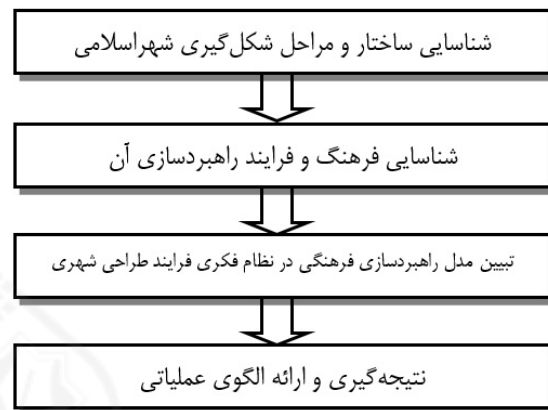 شناسایی ساختار و مراحل شکل‌گیری شهراسلامی
شناسایی فرهنگ و فرایند راهبردسازی آن
تبیین مدل راهبردسازی فرهنگی در نظام فکری فرایند طراحی شهری
نتیجه‌گیری و ارائه الگوی عملیاتی